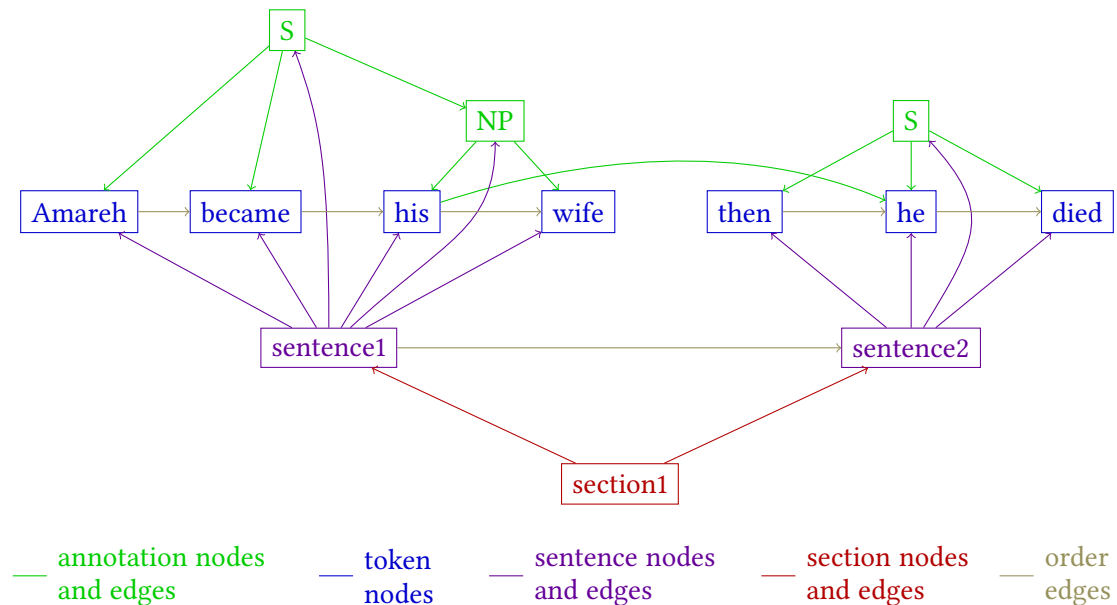 S
NP
S
Amareh
became
his
wife
then
he
died
sentence1
sentence2
section1
annotation nodes
and edges
token
nodes
sentence nodes
and edges
section nodes
and edges
order
edges